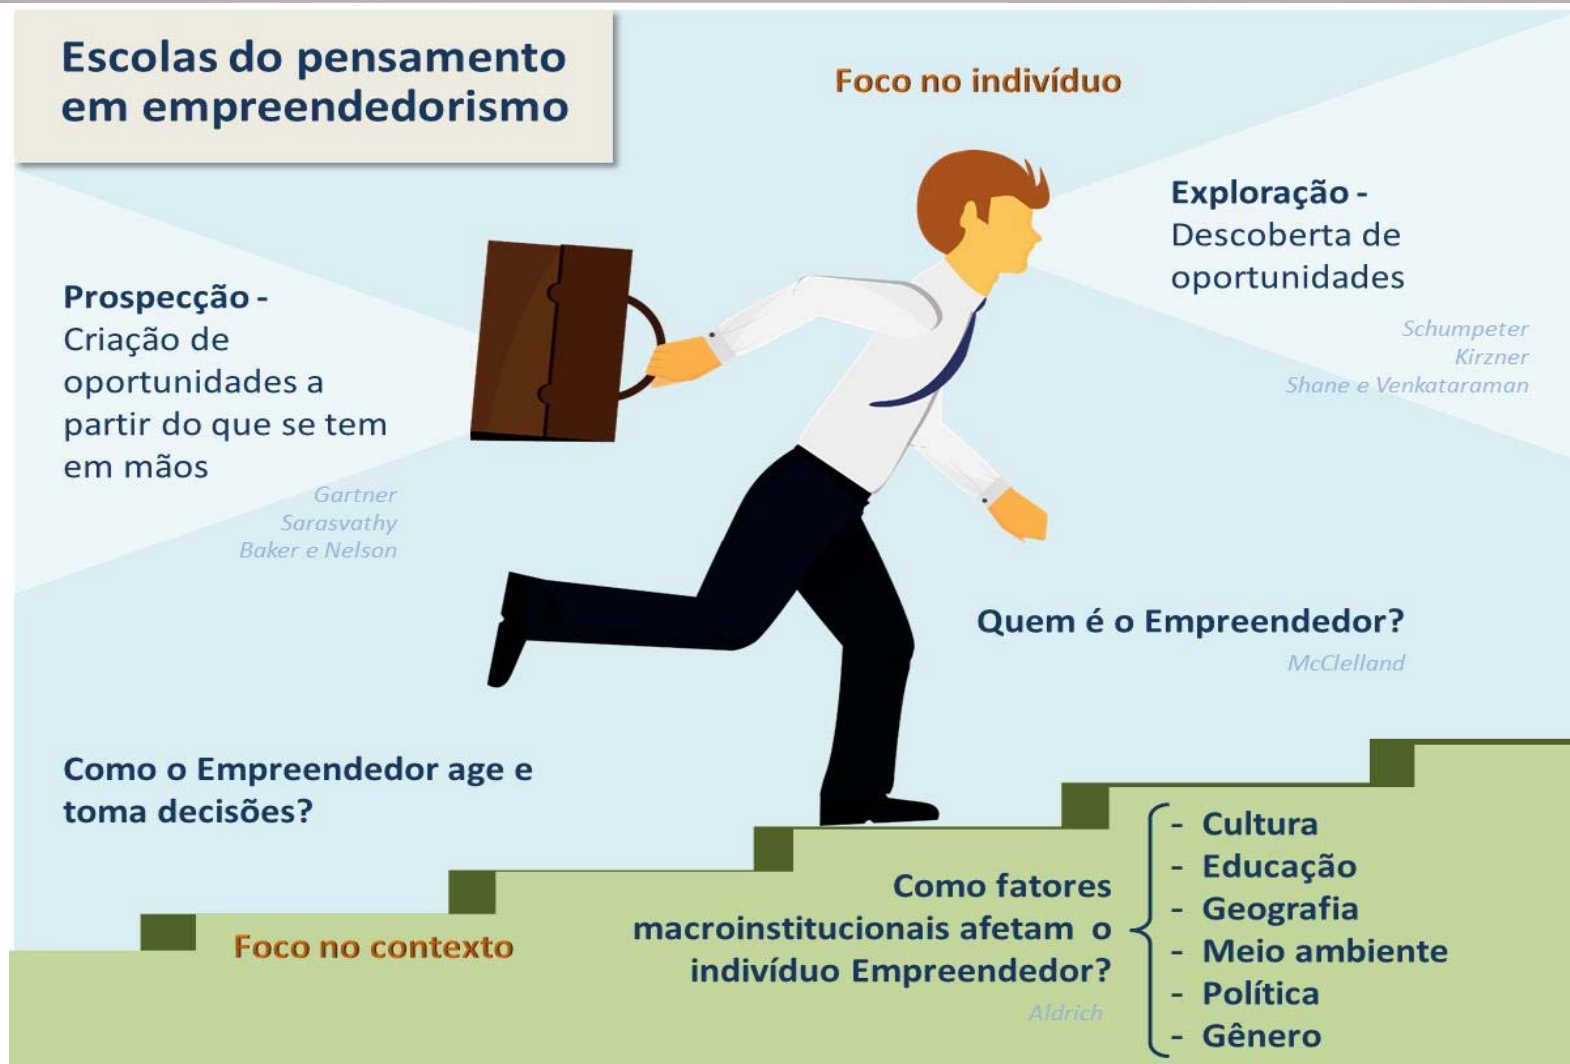 Escolas do pensamento
em empreendedorismo
Foco no indivíduo
Exploração -
Descoberta de
oportunidades
Schumpeter
Kirzner
Shane e Venkataraman
Prospecção -
Criação de
oportunidades a
partir do que se tem
em mãos
Gartner
Sarasvathy
Baker e Nelson
Quem é o Empreendedor?
McClelland
Como o Empreendedor age e
toma decisões?
Foco no contexto
Como fatores
macroinstitucionais afetam o
indivíduo Empreendedor?
Aldrich
- Cultura
- Educação
- Geografia
- Meio ambiente
- Política
- Gênero